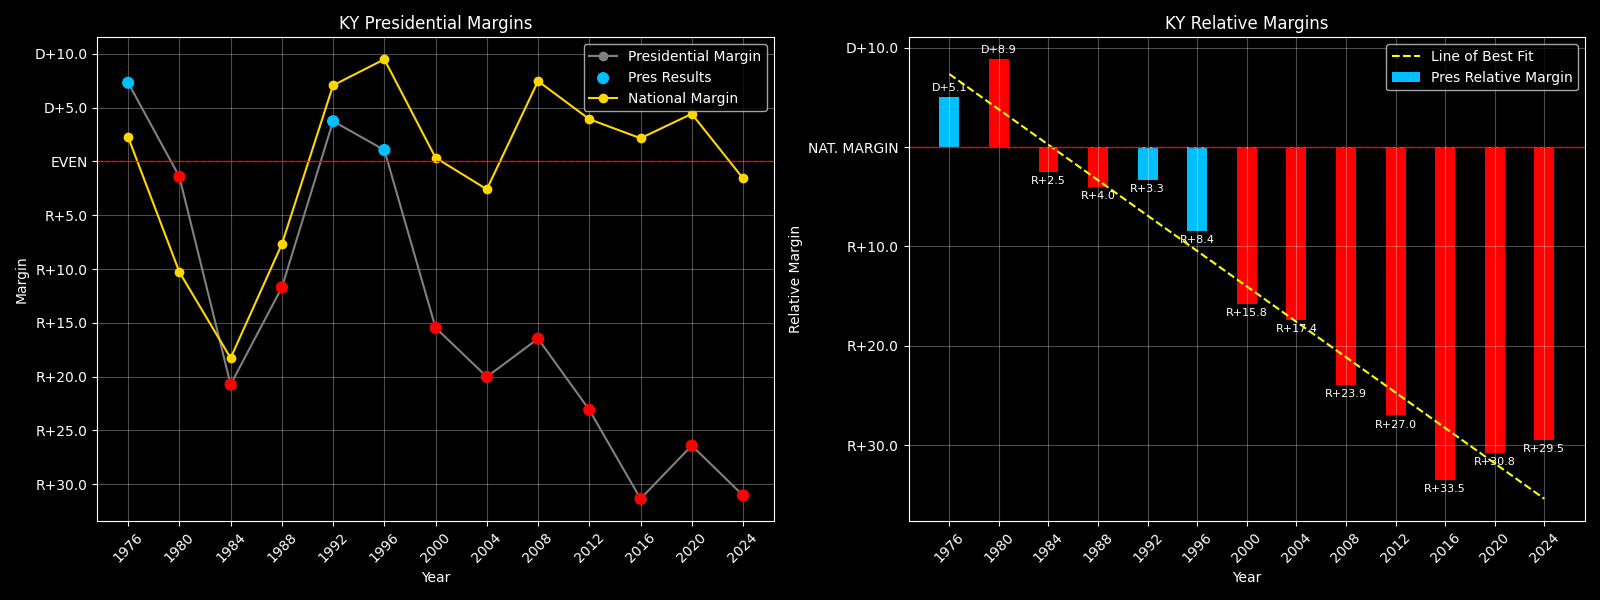 KY Presidential Margins
D+10.0
D+5.0
EVEN
R+5.0
R+10.0
R+15.0
R+20.0
R+25.0
R+30.0
Margin
Presidential Margin
Pres Results
National Margin
1976
1980
1984
1988
1992
1996
2000
2004
2008
2012
2016
2020
2024
Year
KY Relative Margins
D+10.0
NAT. MARGIN
R+10.0
R+20.0
R+30.0
Relative Margin
Line of Best Fit
Pres Relative Margin
D+5.1
D+8.9
R+2.5
R+4.0
R+3.3
R+8.4
R+15.8
R+17.4
R+23.9
R+27.0
R+33.5
R+30.8
R+29.5
1976
1980
1984
1988
1992
1996
2000
2004
2008
2012
2016
2020
2024
Year